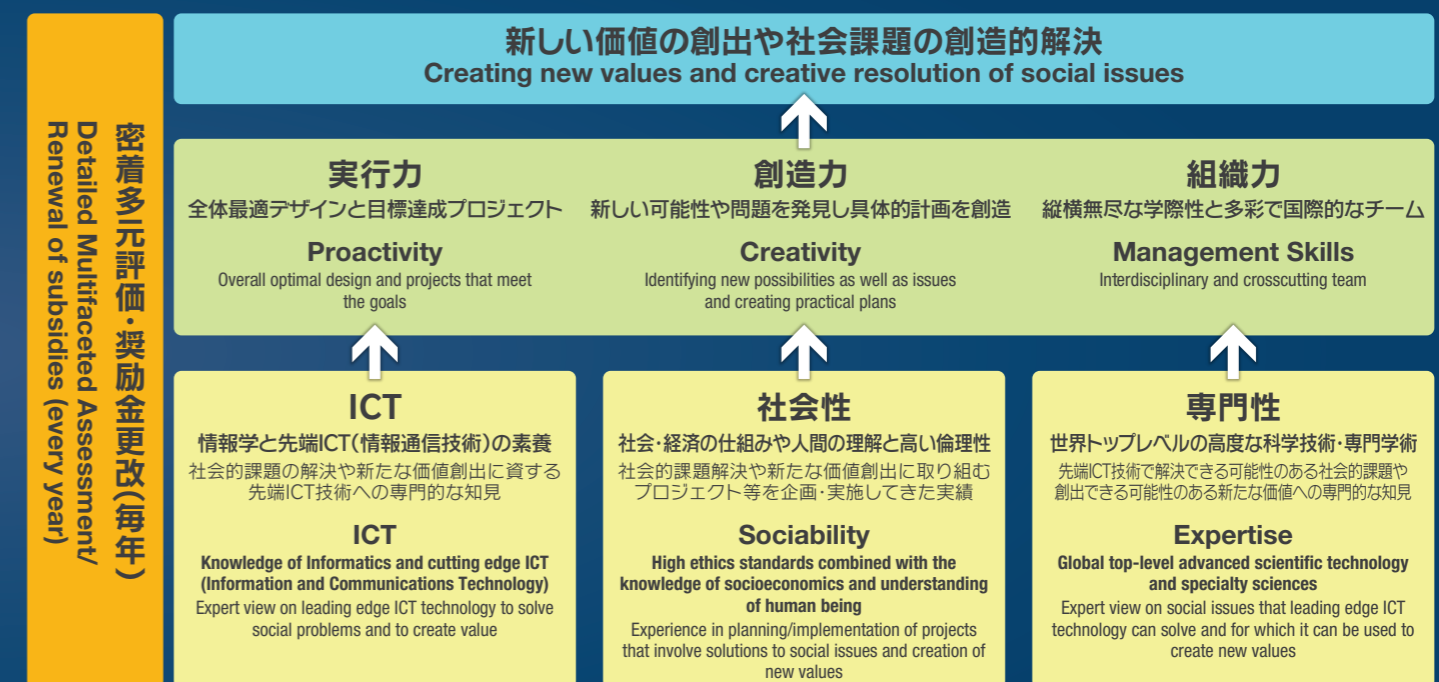 密着多元評価・奨励金更改(毎年)
Detailed Multifaceted Assessment/
Renewal of subsidies (every year)
新しい価値の創出や社会課題の創造的解決
Creating new values and creative resolution of social issues
実行力
全体最適デザインと目標達成プロジェクト
Proactivity
Overall optimal design and projects that meet
the goals
創造力
新しい可能性や問題を発見し具体的計画を創造
Creativity
Identifying new possibilities as well as issues
and creating practical plans
組織力
縦横無尽な学際性と多彩で国際的なチーム
Management Skills
Interdisciplinary and crosscutting team
ICT
情報学と先端ICT(情報通信技術)の素養
社会的課題の解決や新たな価値創出に資する
先端ICT技術への専門的な知見
ICT
Knowledge of Informatics and cutting edge ICT
(Information and Communications Technology)
Expert view on leading edge ICT technology to solve
social problems and to create value
社会性
社会・経済の仕組みや人間の理解と高い倫理性
社会的課題解決や新たな価値創出に取り組む
プロジェクト等を企画・実施してきた実績
Sociability
High ethics standards combined with the
knowledge of socioeconomics and understanding
of human being
Experience in planning/implementation of projects
that involve solutions to social issues and creation of
new values
専門性
世界トップレベルの高度な科学技術・専門学術
先端ICT技術で解決できる可能性のある社会的課題や
創出できる可能性のある新たな価値への専門的な知見
Expertise
Global top-level advanced scientific technology
and specialty sciences
Expert view on social issues that leading edge ICT
technology can solve and for which it can be used to
create new values